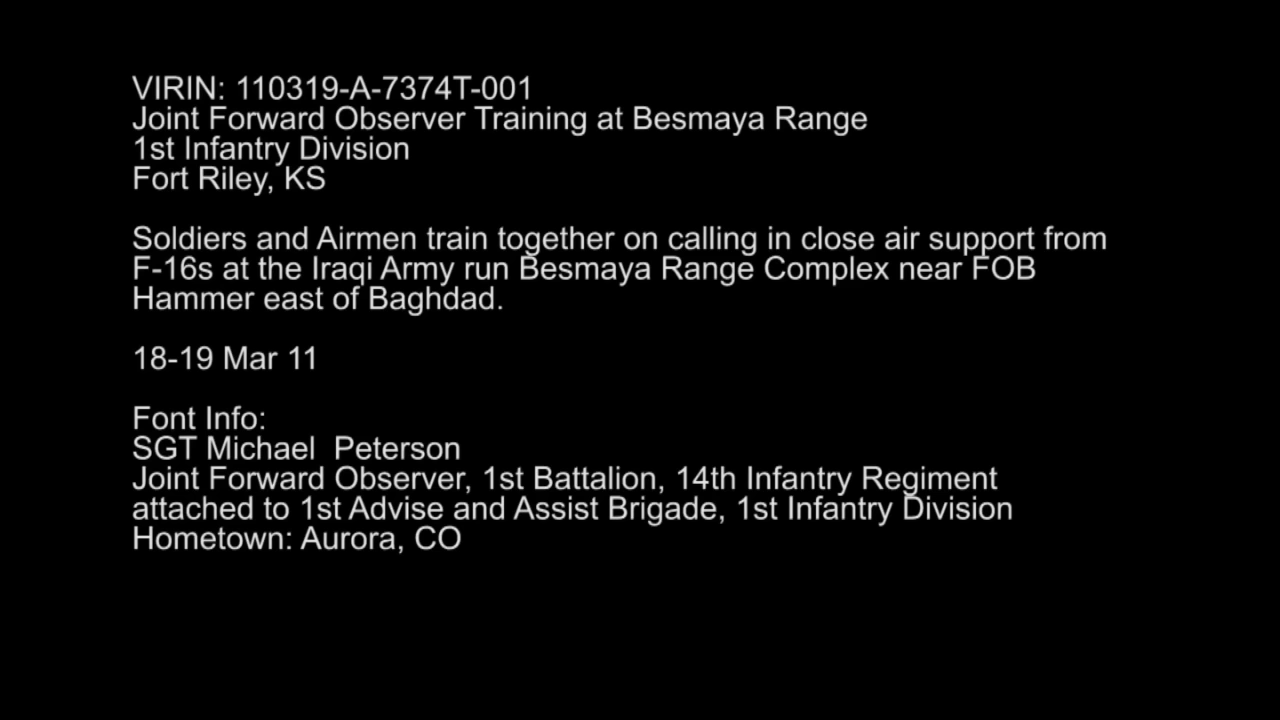 VIRIN: 110319-A-7374T-001
Joint Forward Observer Training at Besmaya Range
1st Infantry Division
Fort Riley, KS
Soldiers and Airmen train together on calling in close air support from
F-16s at the Iraqi Army run Besmaya Range Complex near FOB
Hammer east of Baghdad.
18-19 Mar 11
Font Info:
SGT Michael  Peterson
Joint Forward Observer, 1st Battalion, 14th Infantry Regiment
attached to 1st Advise and Assist Brigade, 1st Infantry Division
Hometown: Aurora, CO